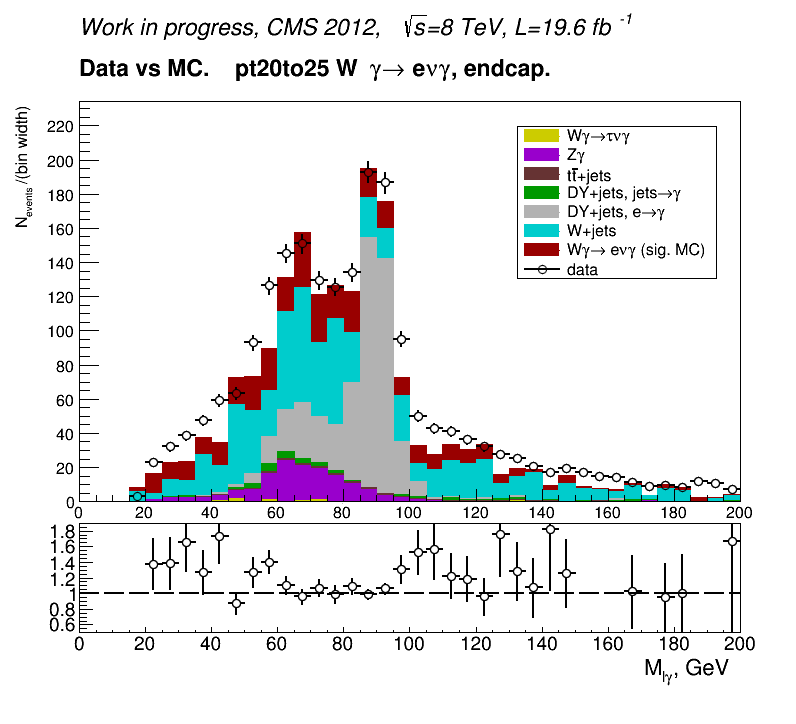 Work in progress, CMS 2012, √s=8 TeV, L=19.6 fb -1
Data vs MC. pt20to25 W γ→ eνγ, endcap.
N events /(bin width)
220
200
180
160
140
120
100
80
60
40
20
0
Wγ→τνγ
Zγ
tt̄+jets
DY+jets, jets→γ
DY+jets, e→γ
W+jets
Wγ→ eνγ (sig. MC)
data
0 20 40 60 80 100 120 140 160 180 200
1.8
1.6
1.4
1.2
1
0.8
0.6
0 20 40 60 80 100 120 140 160 180 200
M lγ, GeV